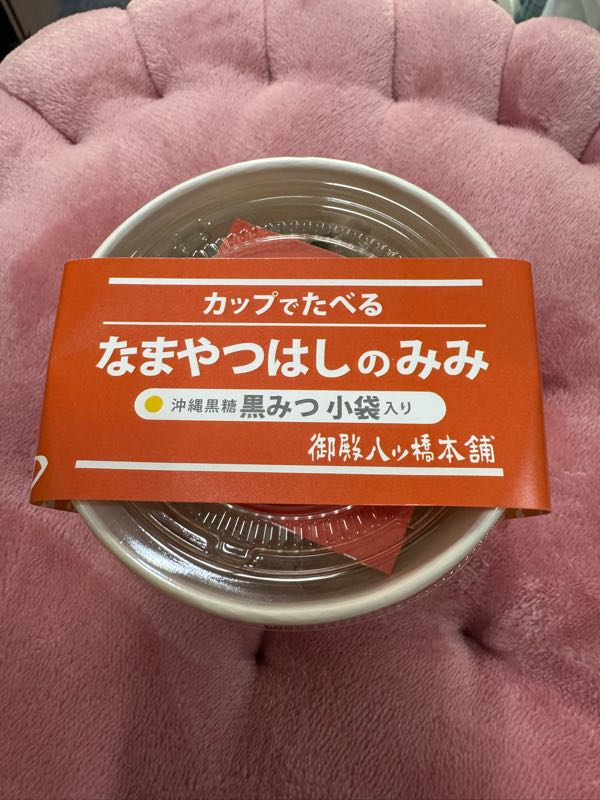 カップでたべる
なまやつはしのみみ
沖縄黒糖 黒みつ 小袋入り
御殿八ッ橋本舗